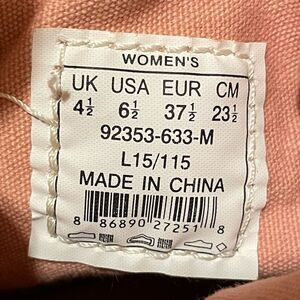 WOMEN'S
UK USA EUR CM
4½ 6½ 37½ 23½
92353-633-M
L15/115
MADE IN CHINA
8 86890 27251 8